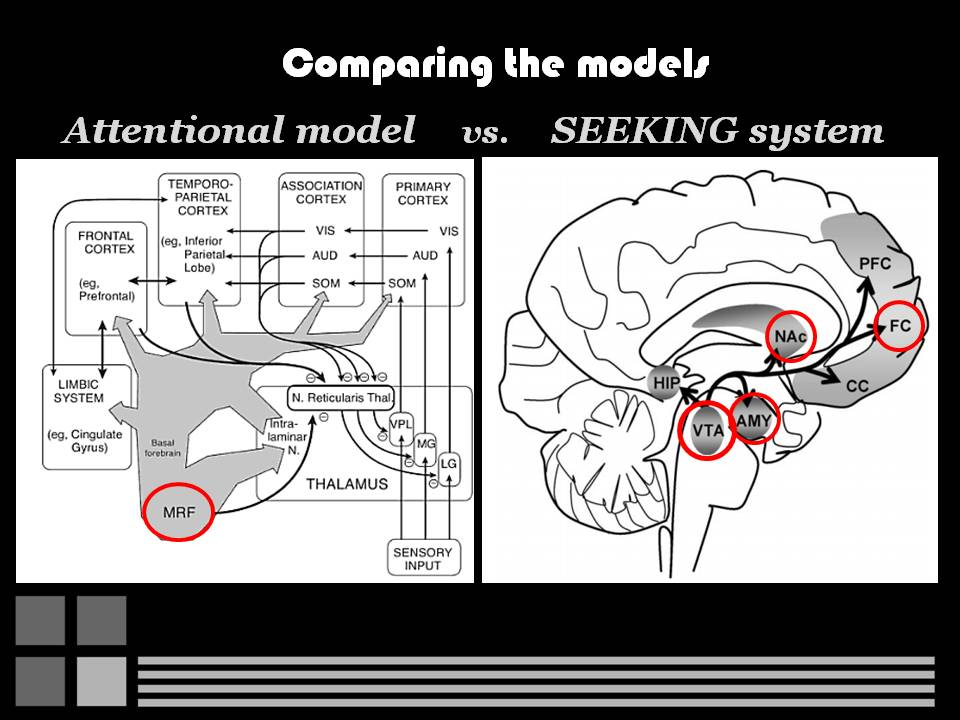 Comparing the models
Attentional model vs. SEEKING system
TEMPORO-
PARIETAL
CORTEX
(eg, Inferior
Parietal
Lobe)
ASSOCIATION
CORTEX
VIS
AUD
SOM
PRIMARY
CORTEX
VIS
AUD
SOM
FRONTAL
CORTEX
(eg,
Prefrontal)
LIMBIC
SYSTEM
(eg, Cingulate
Gyrus)
Basal
forebrain
MRF
N. Reticularis Thal.
Intra-
laminar
N.
VPL
MG
LG
THALAMUS
SENSORY
INPUT
PFC
FC
NAc
CC
HIP
VTA
AMY